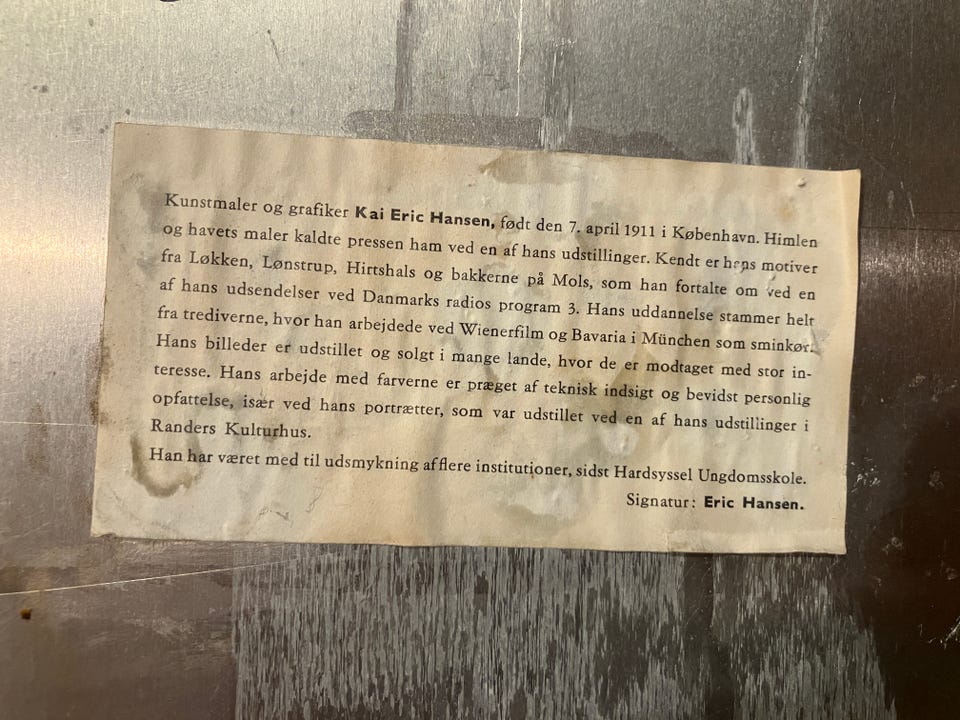 Kunstmaler og grafiker Kai Eric Hansen, født den 7. april 1911 i København. Himlen
og havets maler kaldte pressen ham ved en af hans udstillinger. Kendt er hans motiver
fra Løkken, Lønstrup, Hirtshals og bakkerne på Mols, som han fortalte om ved en
af hans udsendelser ved Danmarks radios program 3. Hans uddannelse stammer helt
fra trediverne, hvor han arbejdede ved Wienerfilm og Bavaria i München som sminkør.
Hans billeder er udstillet og solgt i mange lande, hvor de er modtaget med stor in-
teresse. Hans arbejde med farverne er præget af teknisk indsigt og bevidst personlig
opfattelse, især ved hans portrætter, som var udstillet ved en af hans udstillinger i
Randers Kulturhus.
Han har været med til udsmykning af flere institutioner, sidst Hardsyssel Ungdomsskole.
Signatur: Eric Hansen.